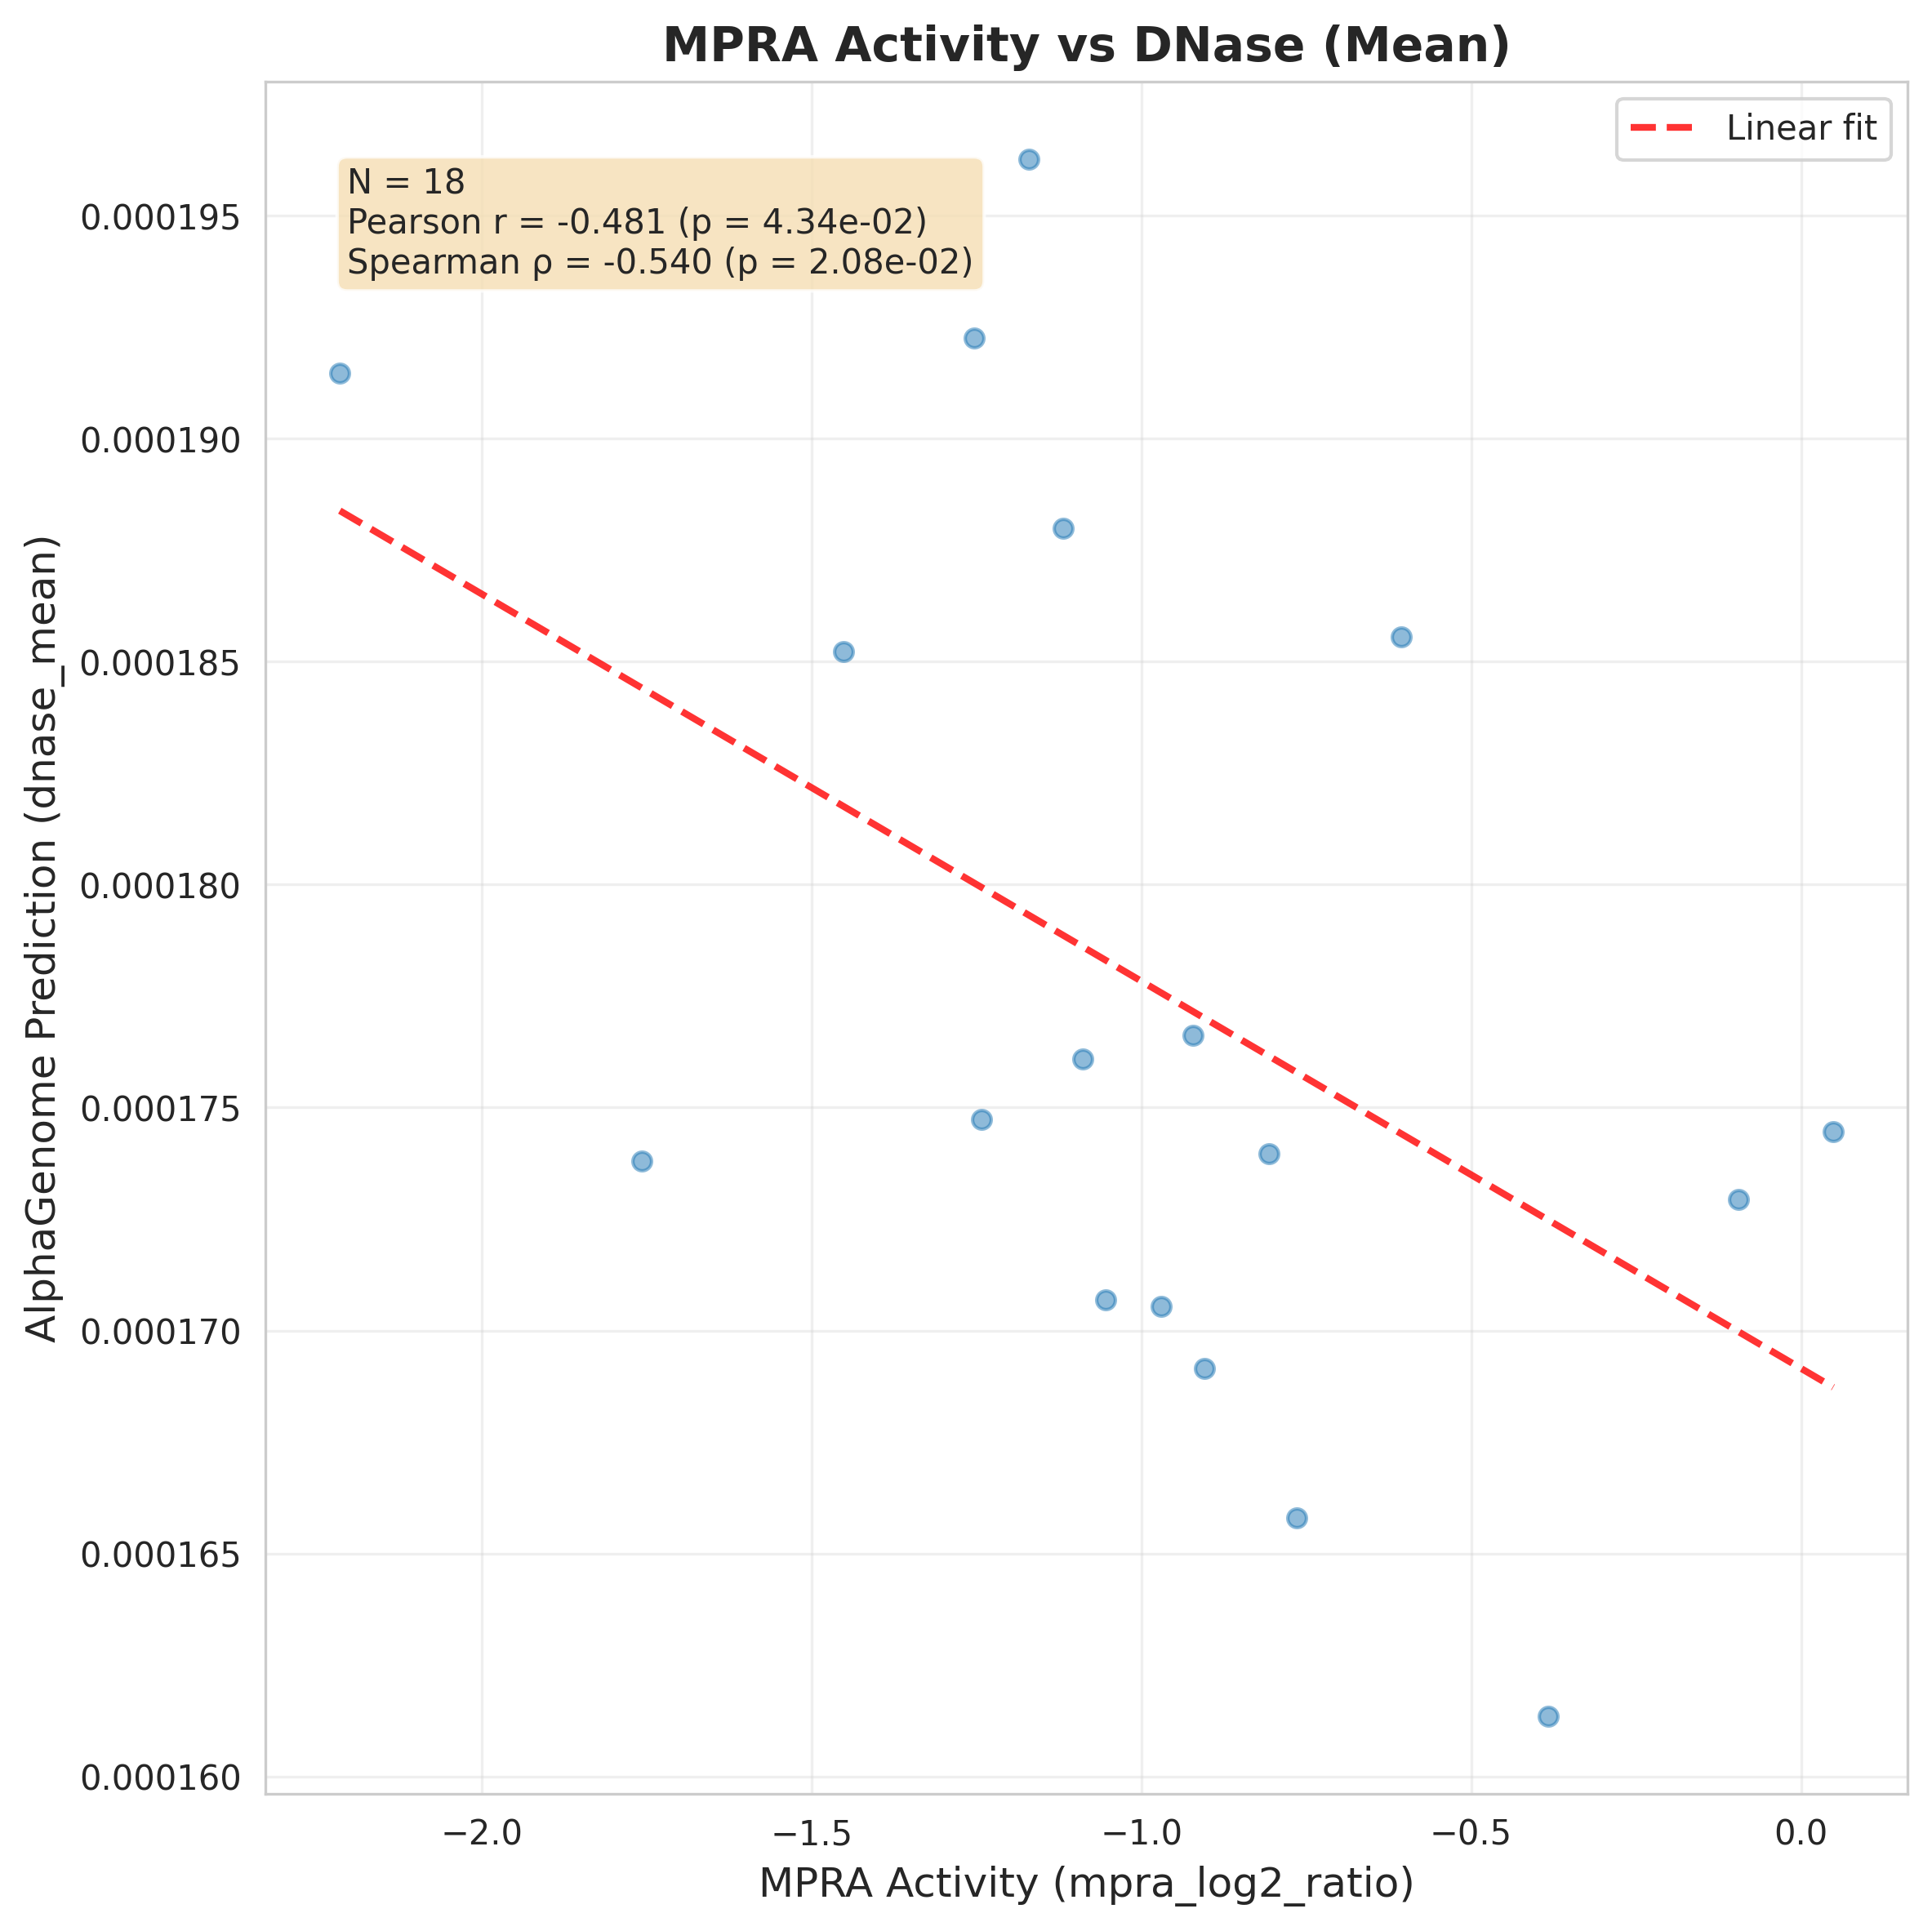 MPRA Activity vs DNase (Mean)
Linear fit
N = 18
Pearson r = -0.481 (p = 4.34e-02)
Spearman ρ = -0.540 (p = 2.08e-02)
AlphaGenome Prediction (dnase_mean)
0.000195
0.000190
0.000185
0.000180
0.000175
0.000170
0.000165
0.000160
−2.0 −1.5 −1.0 −0.5 0.0
MPRA Activity (mpra_log2_ratio)